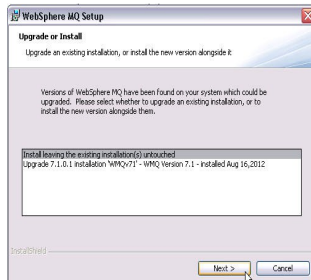 WebSphere MQ Setup
Upgrade or Install
Upgrade an existing installation, or install the new version alongside it
Versions of WebSphere MQ have been found on your system which could be
upgraded. Please select whether to upgrade an existing installation, or to
install the new version alongside them.
Install leaving the existing installation(s) untouched
Upgrade 7.1.0.1 installation 'WMQv71' - WMQ Version 7.1 - installed Aug 16,2012
InstallShield
Next >
Cancel